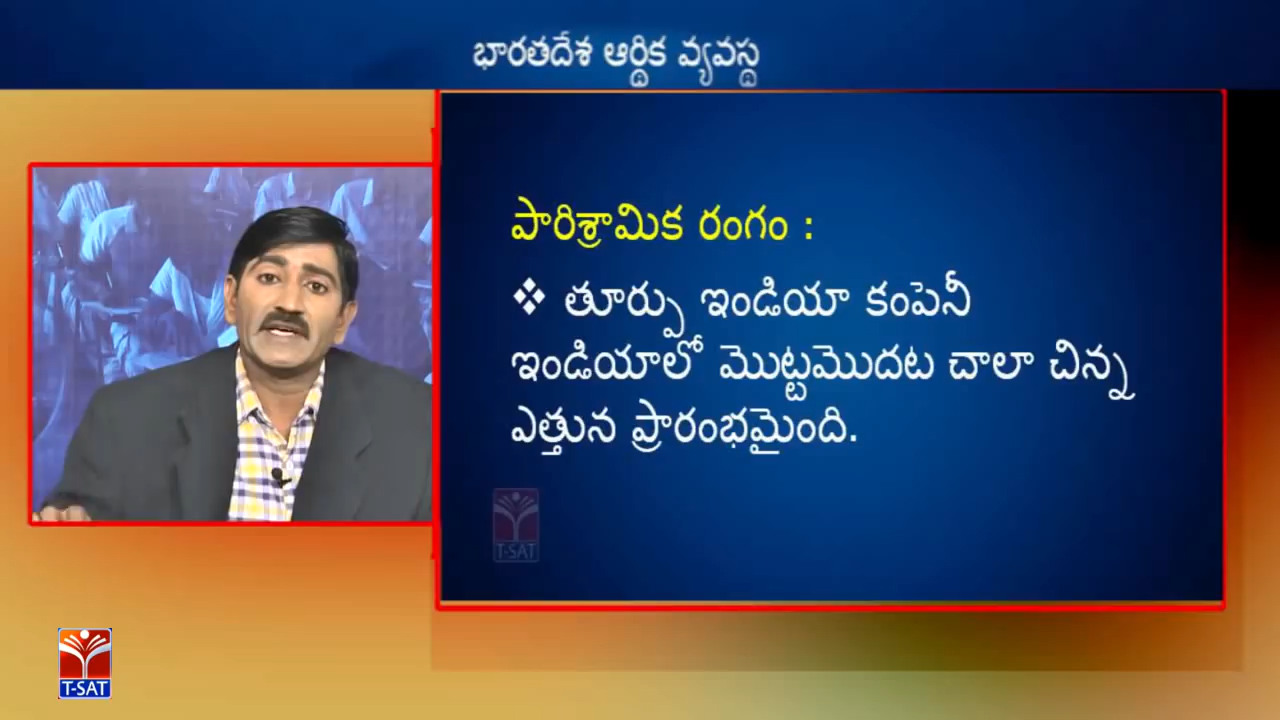 భారతదేశ ఆర్థిక వ్యవస్థ
పారిశ్రామిక రంగం :
❖ తూర్పు ఇండియా కంపెనీ
ఇండియాలో మొట్టమొదట చాలా చిన్న
ఎత్తున ప్రారంభమైంది.
T-SAT
T-SAT